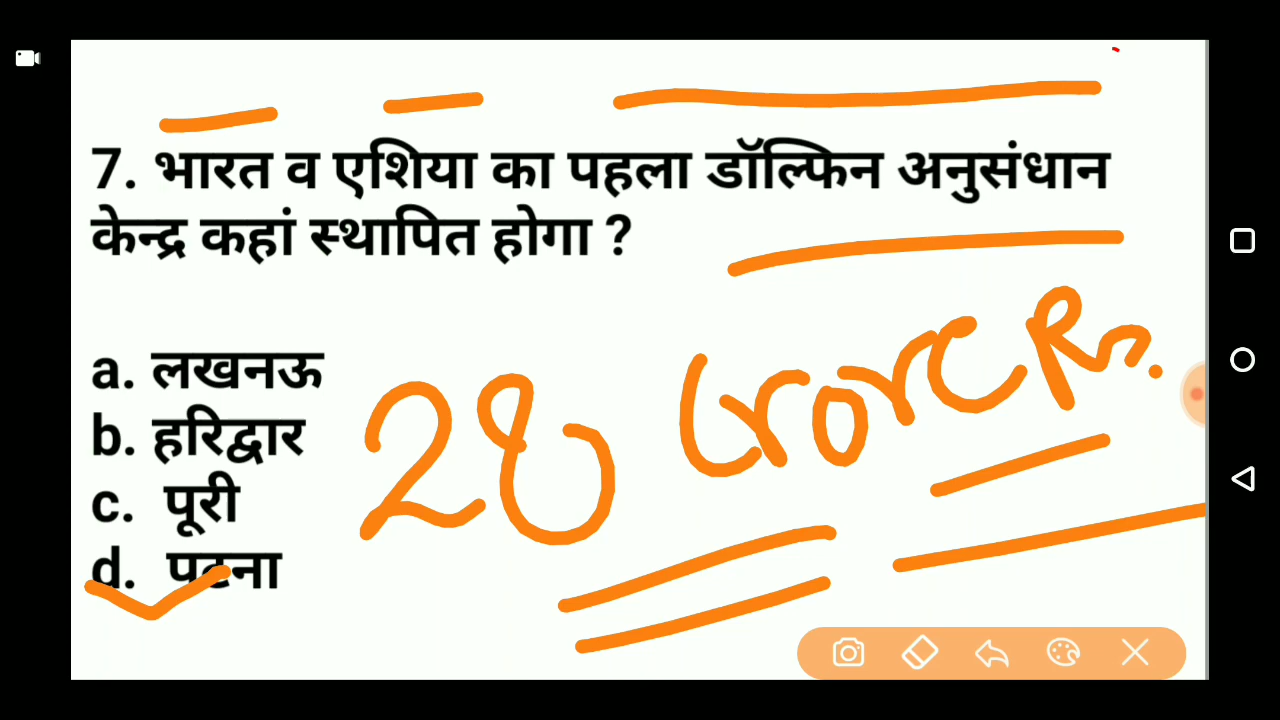 7. भारत व एशिया का पहला डॉल्फिन अनुसंधान
केन्द्र कहां स्थापित होगा ?
a. लखनऊ
b. हरिद्वार
28 crore Rs.
c. पूरी
d. पटना